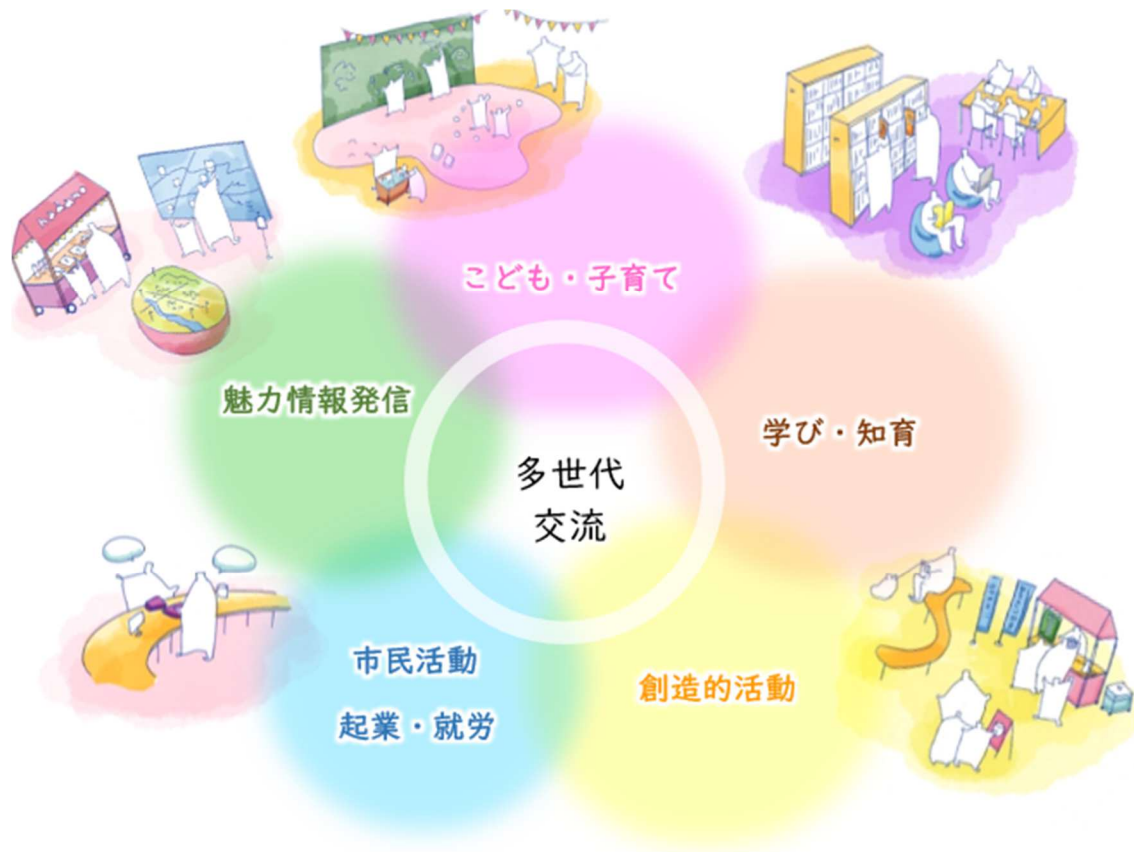 こども・子育て
魅力情報発信
学び・知育
多世代
交流
市民活動
起業・就労
創造的活動